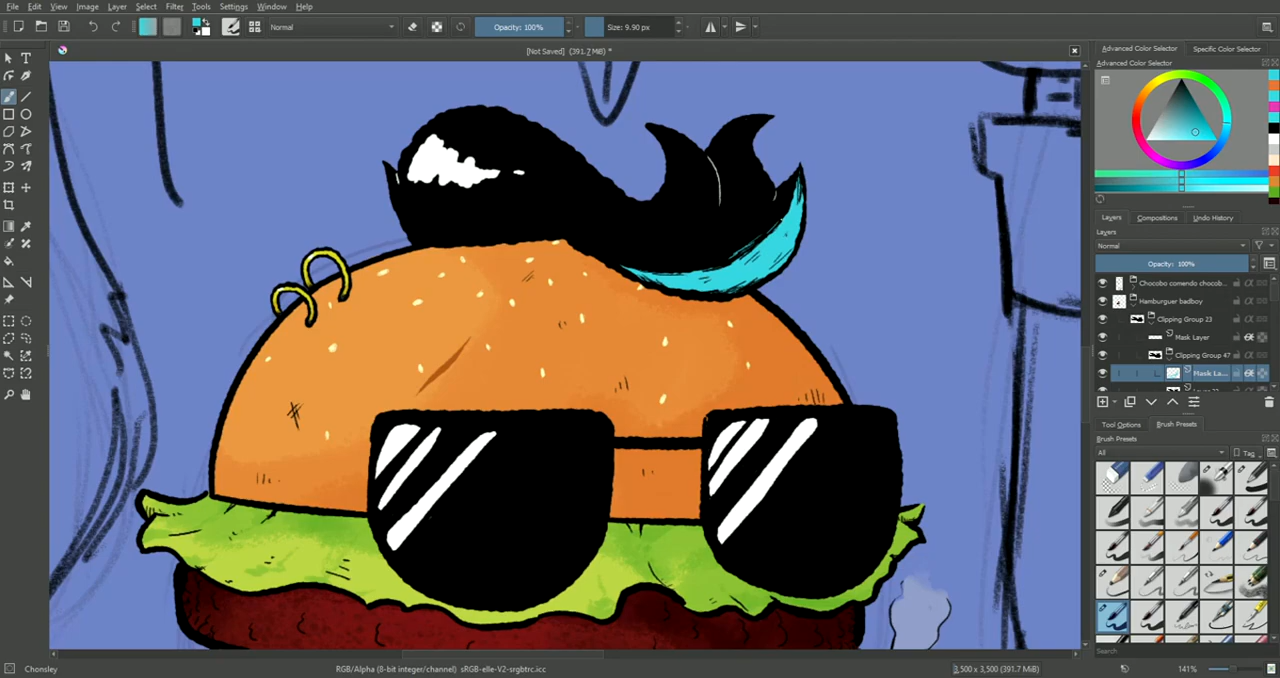 File Edit View Image Layer Select Filter Tools Settings Window Help
Normal Opacity: 100% Size: 9.90 px
[Not Saved] (391.7 MiB) *
Advanced Color Selector Specific Color Selector
Advanced Color Selector
Layers Compositions Undo History
Layers
Normal
Opacity: 100%
Chocobo comendo chocob...
Hamburguer badboy
Clipping Group 23
Mask Layer
Clipping Group 47
Mask La...
Tool Options Brush Presets
Brush Presets
All Tag
Search
Chonsley RGB/Alpha (8-bit integer/channel) sRGB-elle-V2-srgbtrc.icc 3,500 x 3,500 (391.7 MiB) 141%